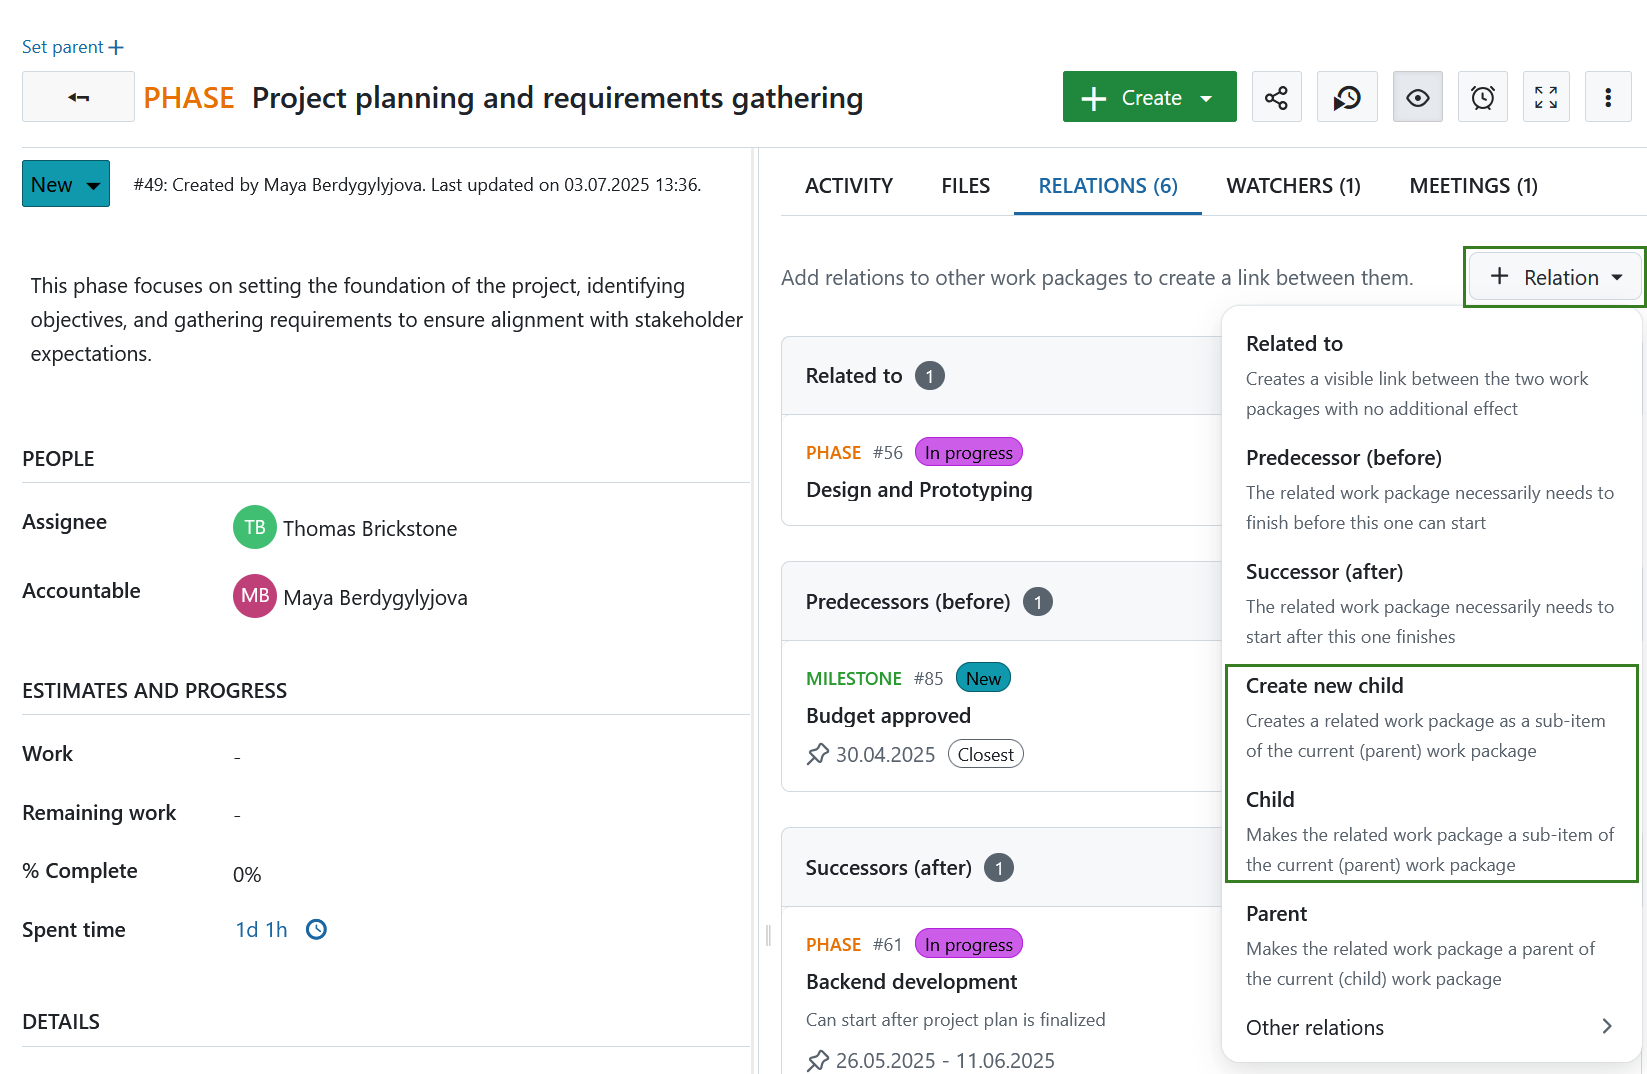 Set parent
PHASE Project planning and requirements gathering
Create
New
#49: Created by Maya Berdygylyjova. Last updated on 03.07.2025 13:36.
This phase focuses on setting the foundation of the project, identifying
objectives, and gathering requirements to ensure alignment with stakeholder
expectations.
PEOPLE
Assignee
TB Thomas Brickstone
Accountable
MB Maya Berdygylyjova
ESTIMATES AND PROGRESS
Work
-
Remaining work
-
% Complete
0%
Spent time
1d 1h
DETAILS
ACTIVITY
FILES
RELATIONS (6)
WATCHERS (1)
MEETINGS (1)
Add relations to other work packages to create a link between them.
Relation
Related to 1
PHASE #56 In progress
Design and Prototyping
Predecessors (before) 1
MILESTONE #85 New
Budget approved
30.04.2025 Closest
Successors (after) 1
PHASE #61 In progress
Backend development
Can start after project plan is finalized
26.05.2025 - 11.06.2025
Related to
Creates a visible link between the two work
packages with no additional effect
Predecessor (before)
The related work package necessarily needs to
finish before this one can start
Successor (after)
The related work package necessarily needs to
start after this one finishes
Create new child
Creates a related work package as a sub-item
of the current (parent) work package
Child
Makes the related work package a sub-item of
the current (parent) work package
Parent
Makes the related work package a parent of
the current (child) work package
Other relations